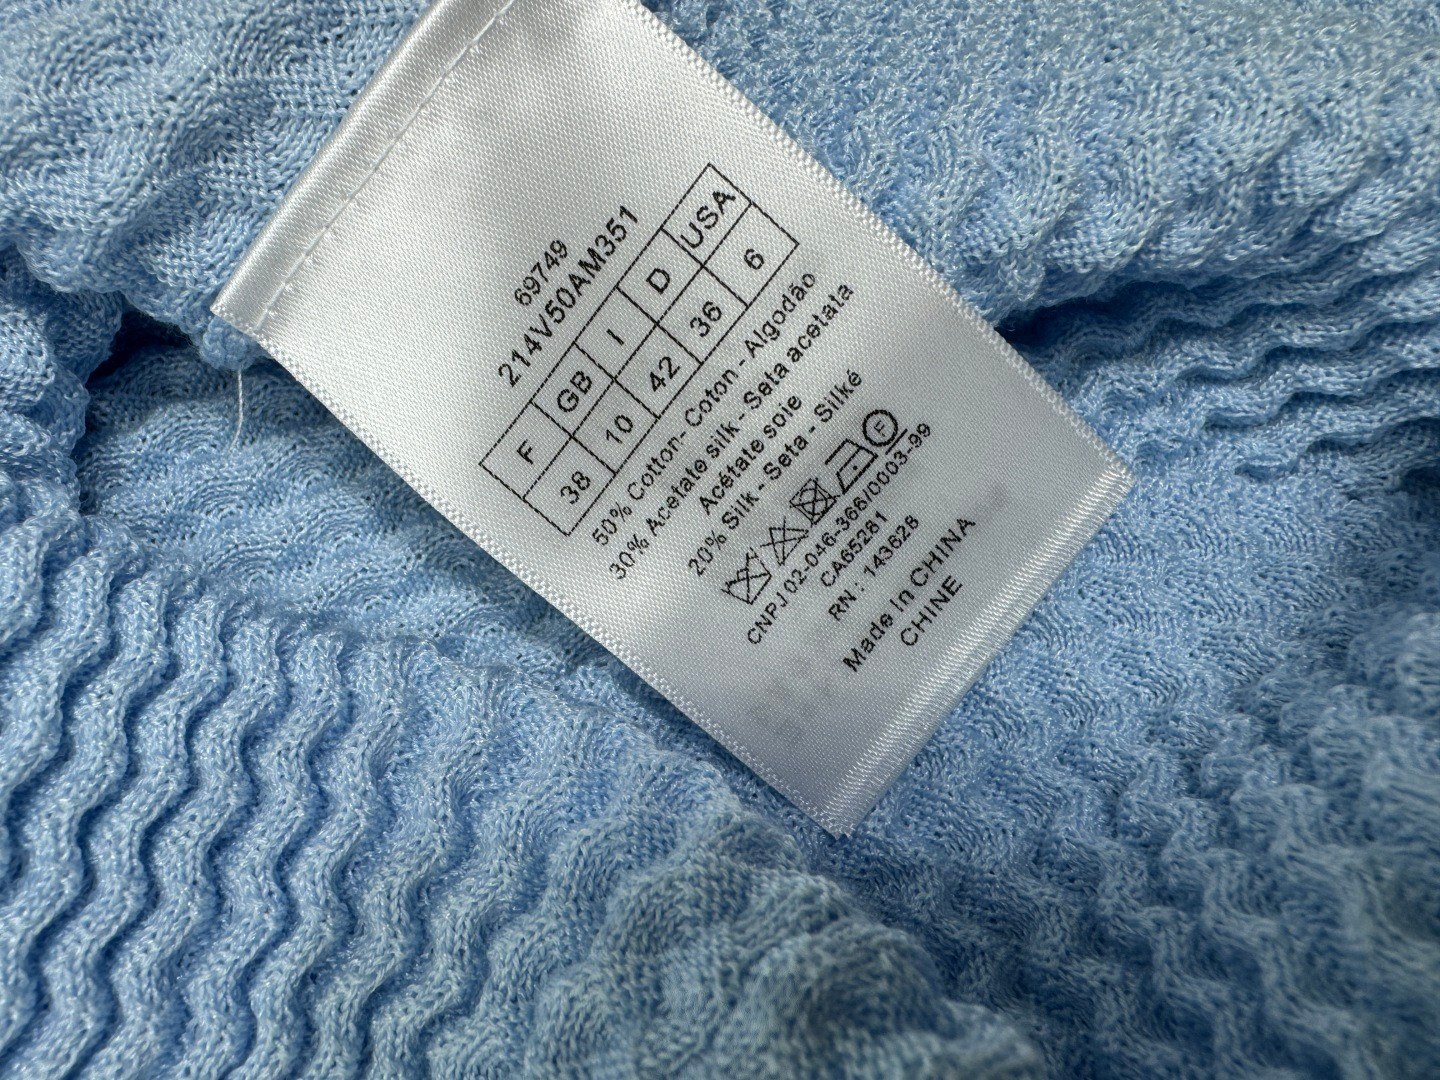 69749
214V50AM351
F GB I D USA
38 10 42 36 6
50% Cotton- Coton - Algodão
30% Acetate silk - Seta acetata
Acétate soie
20% Silk - Seta - Silké
F
CNPJ 02-046-366/0003-99
CA65281
RN : 143628
Made in CHINA
CHINE